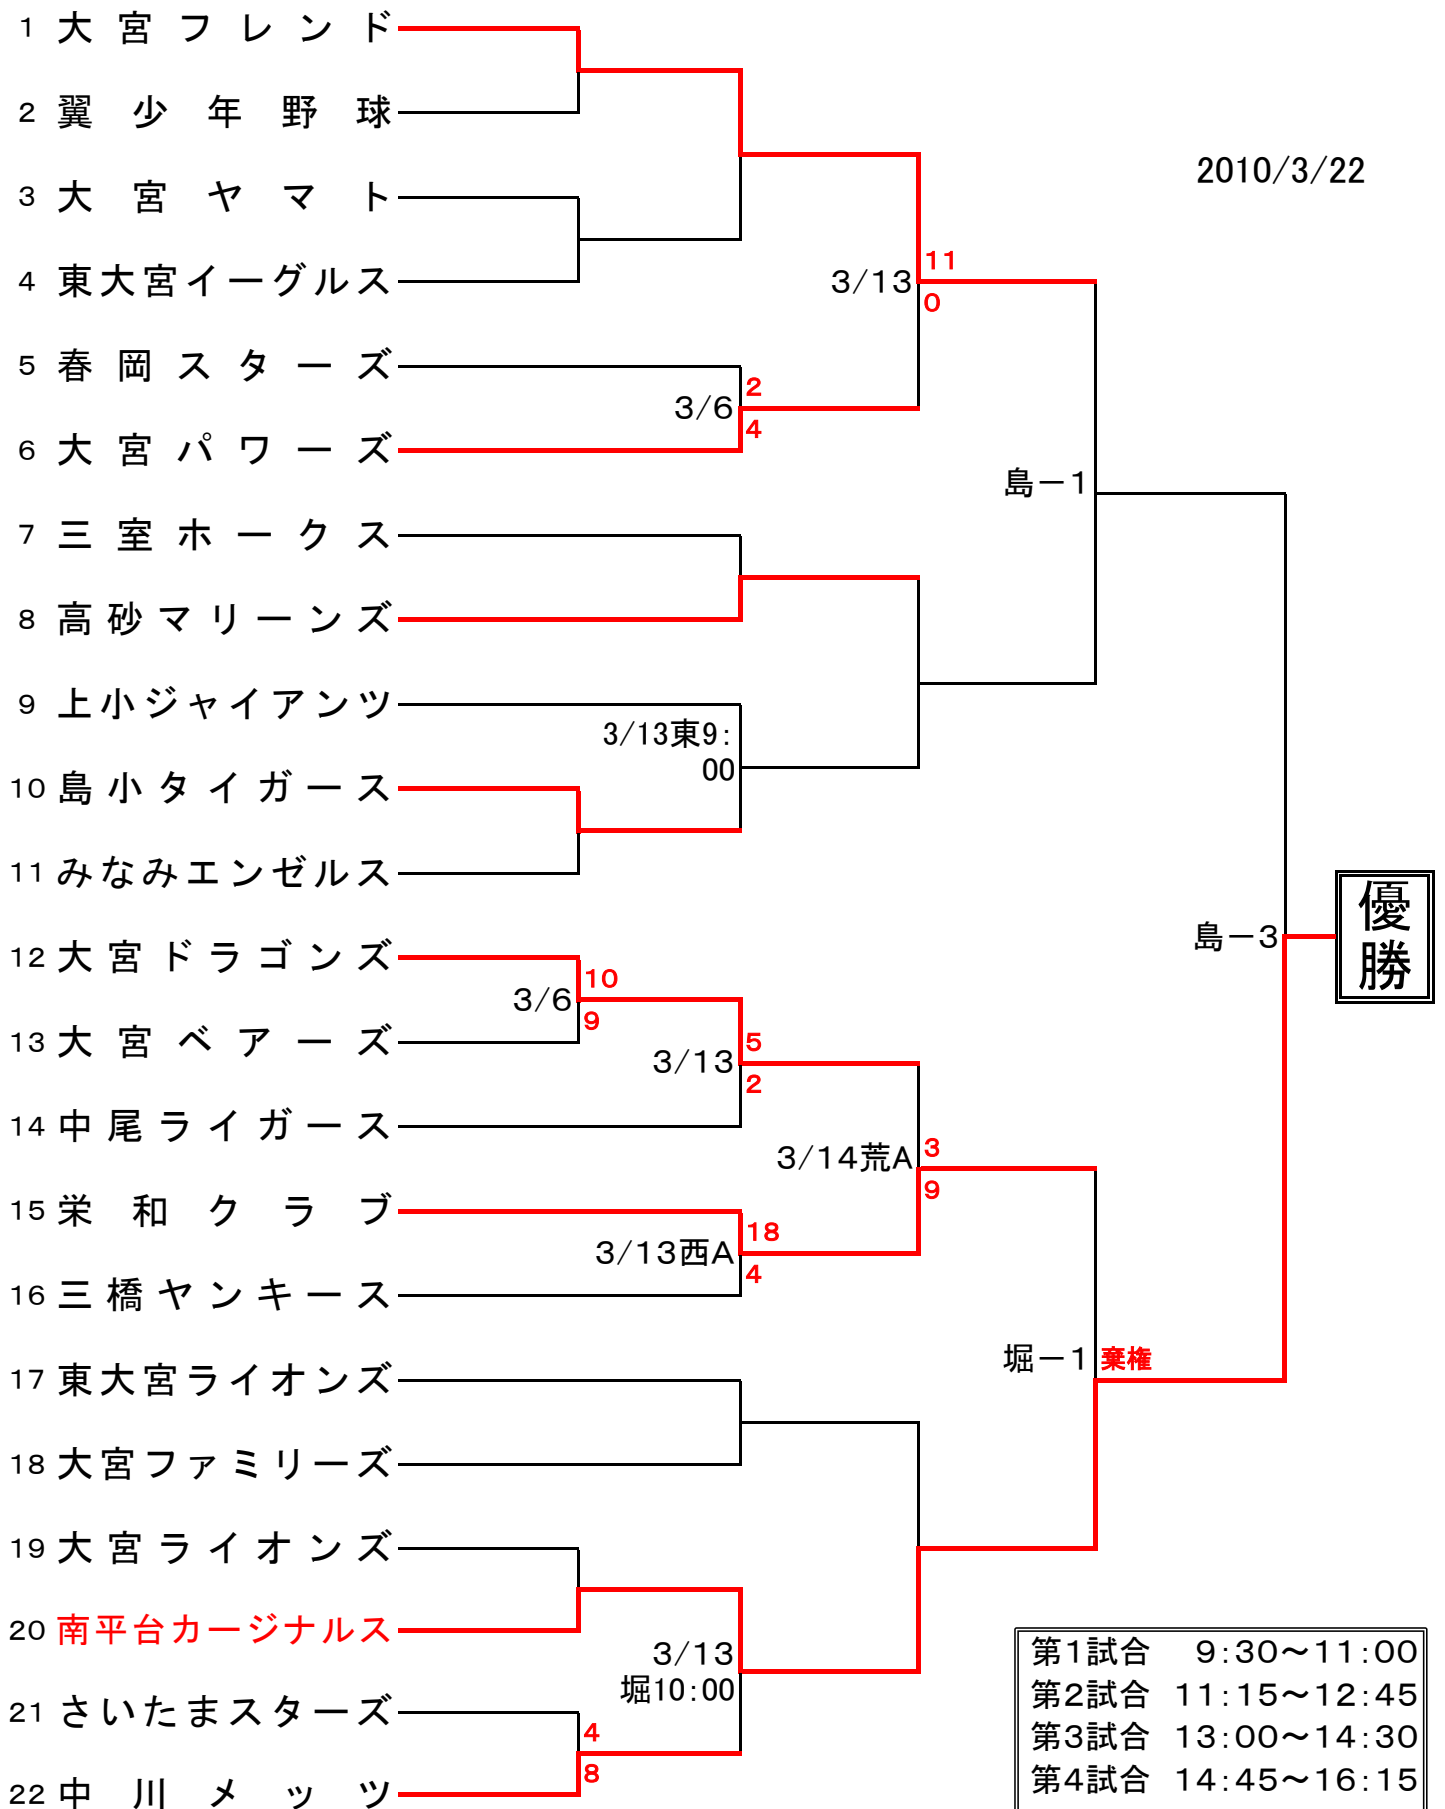 1 大宮フレンド
2 翼少年野球
2010/3/22
3 大宮ヤマト
4 東大宮イーグルス
11
3/13
0
5 春岡スターズ
2
3/6
4
6 大宮パワーズ
島－1
7 三室ホークス
8 高砂マリーンズ
9 上小ジャイアンツ
3/13東9:
00
10 島小タイガース
11 みなみエンゼルス
優
勝
島－3
12 大宮ドラゴンズ
10
3/6
9
13 大宮ベアーズ
5
3/13
2
14 中尾ライガース
3
3/14荒A
9
15 栄和クラブ
18
3/13西A
4
16 三橋ヤンキース
堀－1
棄権
17 東大宮ライオンズ
18 大宮ファミリーズ
19 大宮ライオンズ
20 南平台カージナルス
3/13
堀10:00
21 さいたまスターズ
4
8
22 中川メッツ
第1試合 9:30～11:00
第2試合 11:15～12:45
第3試合 13:00～14:30
第4試合 14:45～16:15